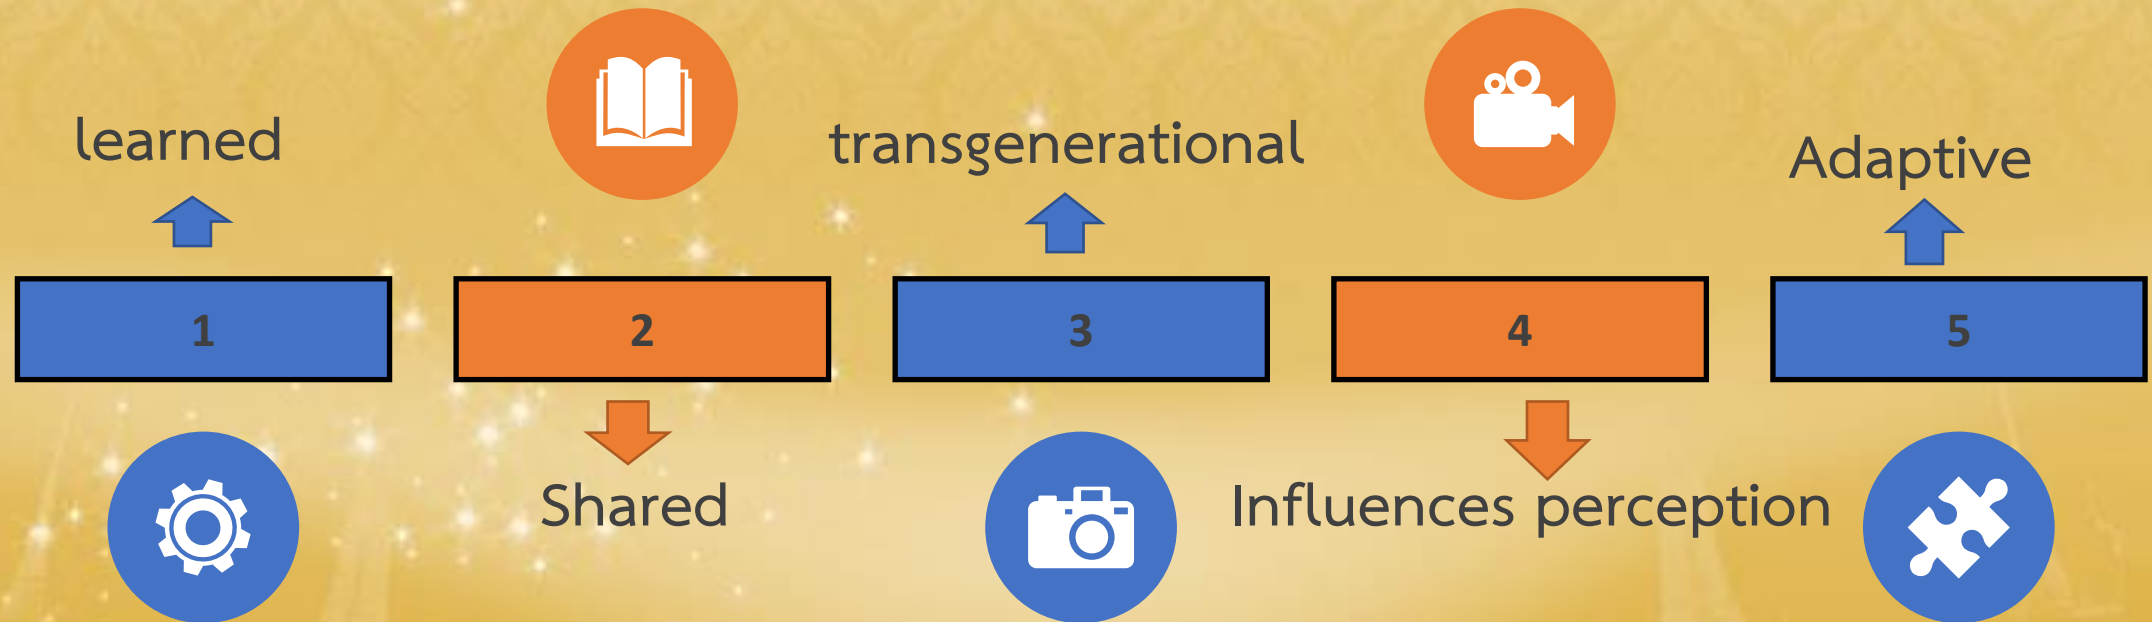 learned
1
2
Shared
transgenerational
3
4
Influences perception
Adaptive
5